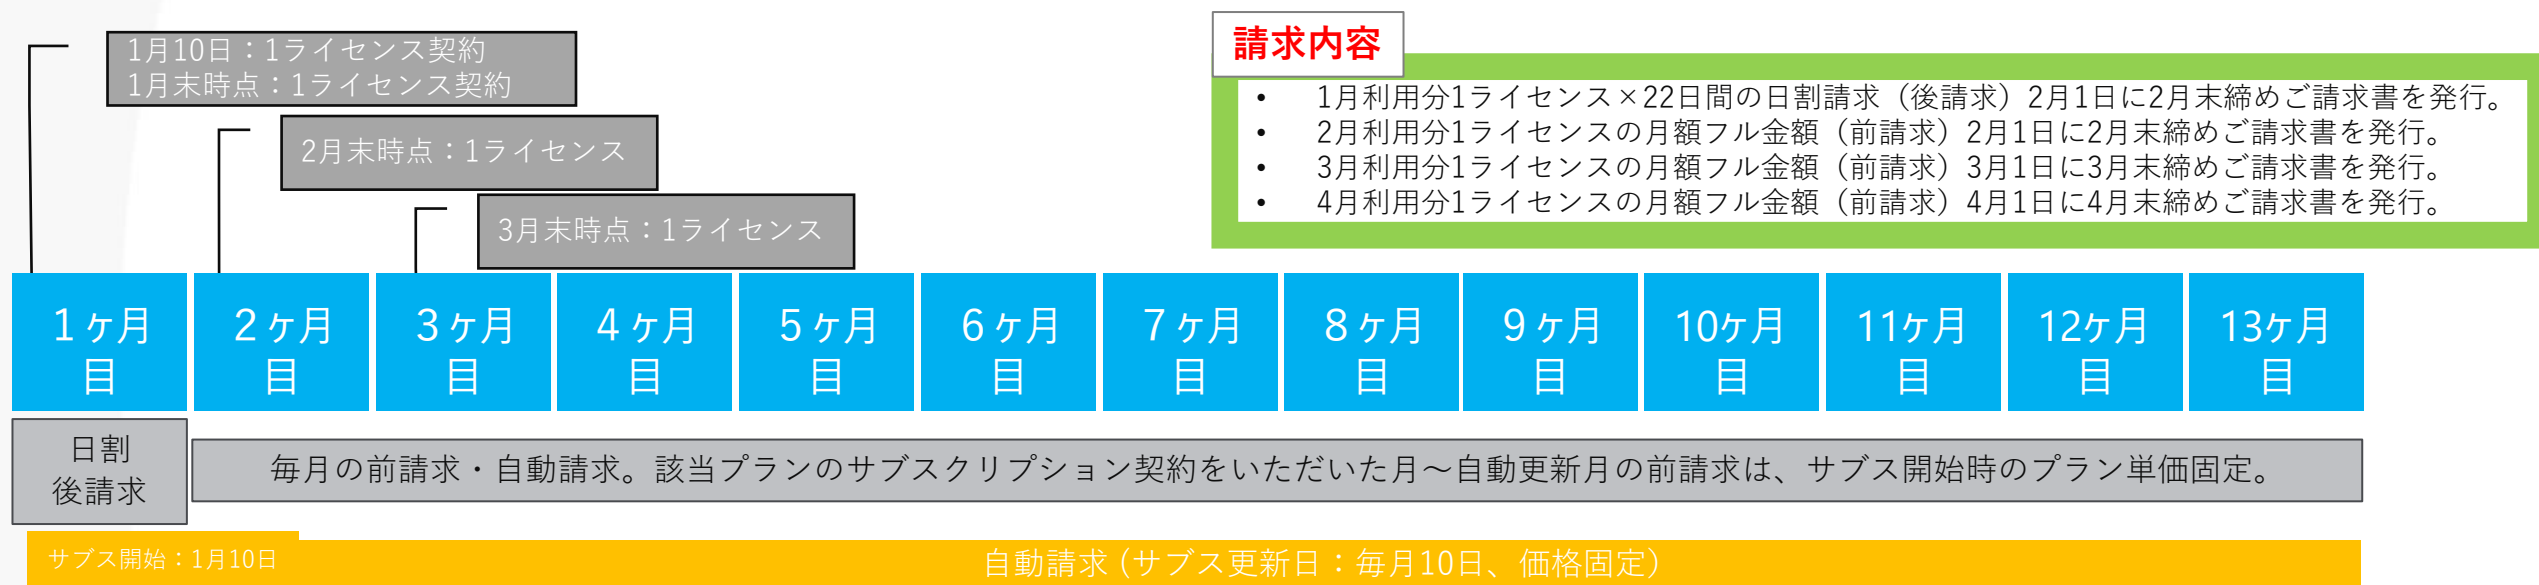 1月10日：1ライセンス契約
1月末時点：1ライセンス契約
2月末時点：1ライセンス
3月末時点：1ライセンス
請求内容
• 1月利用分1ライセンス×22日間の日割請求（後請求）2月1日に2月末締めご請求書を発行。
• 2月利用分1ライセンスの月額フル金額（前請求）2月1日に2月末締めご請求書を発行。
• 3月利用分1ライセンスの月額フル金額（前請求）3月1日に3月末締めご請求書を発行。
• 4月利用分1ライセンスの月額フル金額（前請求）4月1日に4月末締めご請求書を発行。
1ヶ月
目
2ヶ月
目
3ヶ月
目
4ヶ月
目
5ヶ月
目
6ヶ月
目
7ヶ月
目
8ヶ月
目
9ヶ月
目
10ヶ月
目
11ヶ月
目
12ヶ月
目
13ヶ月
目
日割
後請求
毎月の前請求・自動請求。該当プランのサブスクリプション契約をいただいた月～自動更新月の前請求は、サブス開始時のプラン単価固定。
サブス開始：1月10日
自動請求 (サブス更新日：毎月10日、価格固定)